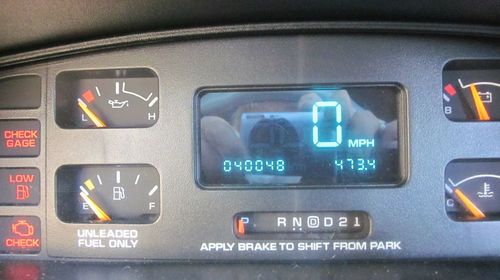 L H
CHECK
GAGE
LOW
CHECK
E F
UNLEADED
FUEL ONLY
0 MPH
040048 473.4
P R N D D 2 1
APPLY BRAKE TO SHIFT FROM PARK
B
C